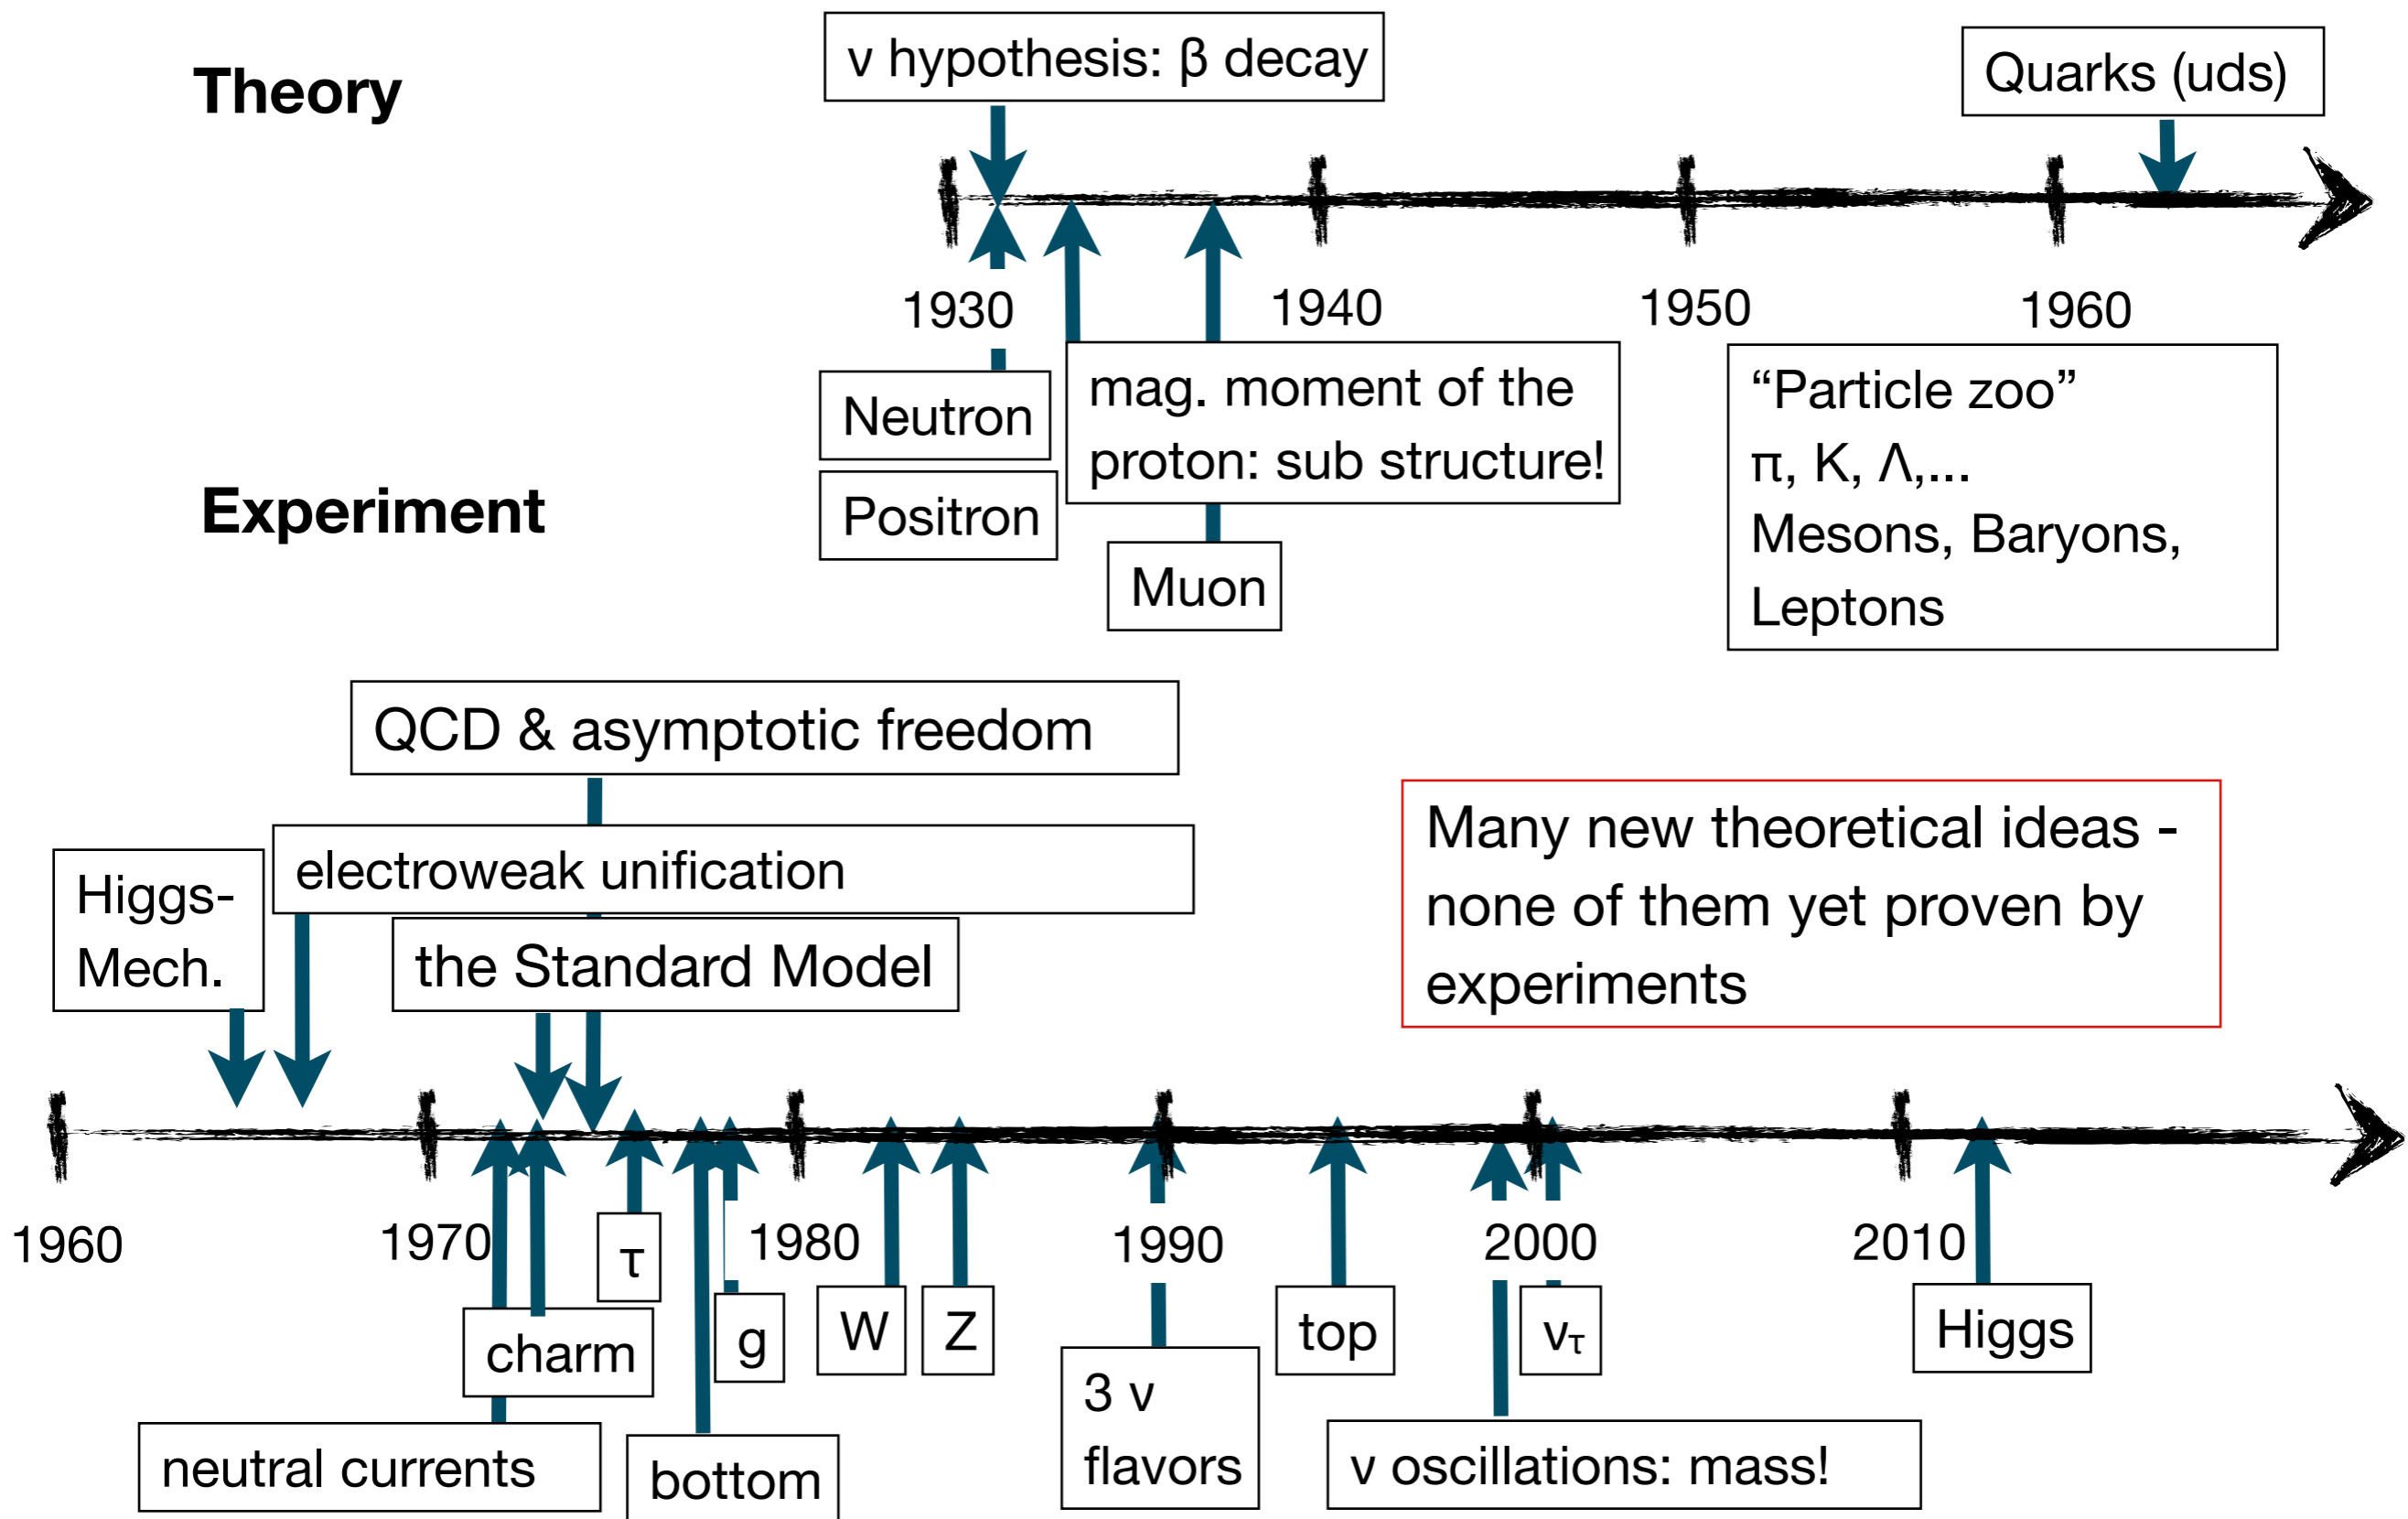 Theory
ν hypothesis: β decay
Quarks (uds)
1930
1940
1950
1960
Neutron
Positron
mag. moment of the
proton: sub structure!
Muon
“Particle zoo”
π, K, Λ,...
Mesons, Baryons,
Leptons
Experiment
QCD & asymptotic freedom
electroweak unification
Higgs-
Mech.
the Standard Model
Many new theoretical ideas -
none of them yet proven by
experiments
1960
1970
1980
1990
2000
2010
τ
charm
g
W
Z
top
ντ
Higgs
3 ν
flavors
neutral currents
bottom
ν oscillations: mass!